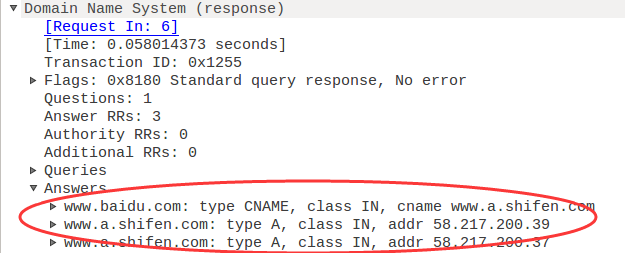 Domain Name System (response)
[Request In: 6]
[Time: 0.058014373 seconds]
Transaction ID: 0x1255
Flags: 0x8180 Standard query response, No error
Questions: 1
Answer RRs: 3
Authority RRs: 0
Additional RRs: 0
Queries
Answers
www.baidu.com: type CNAME, class IN, cname www.a.shifen.com
www.a.shifen.com: type A, class IN, addr 58.217.200.39
www.a.shifen.com: type A, class IN, addr 58.217.200.37